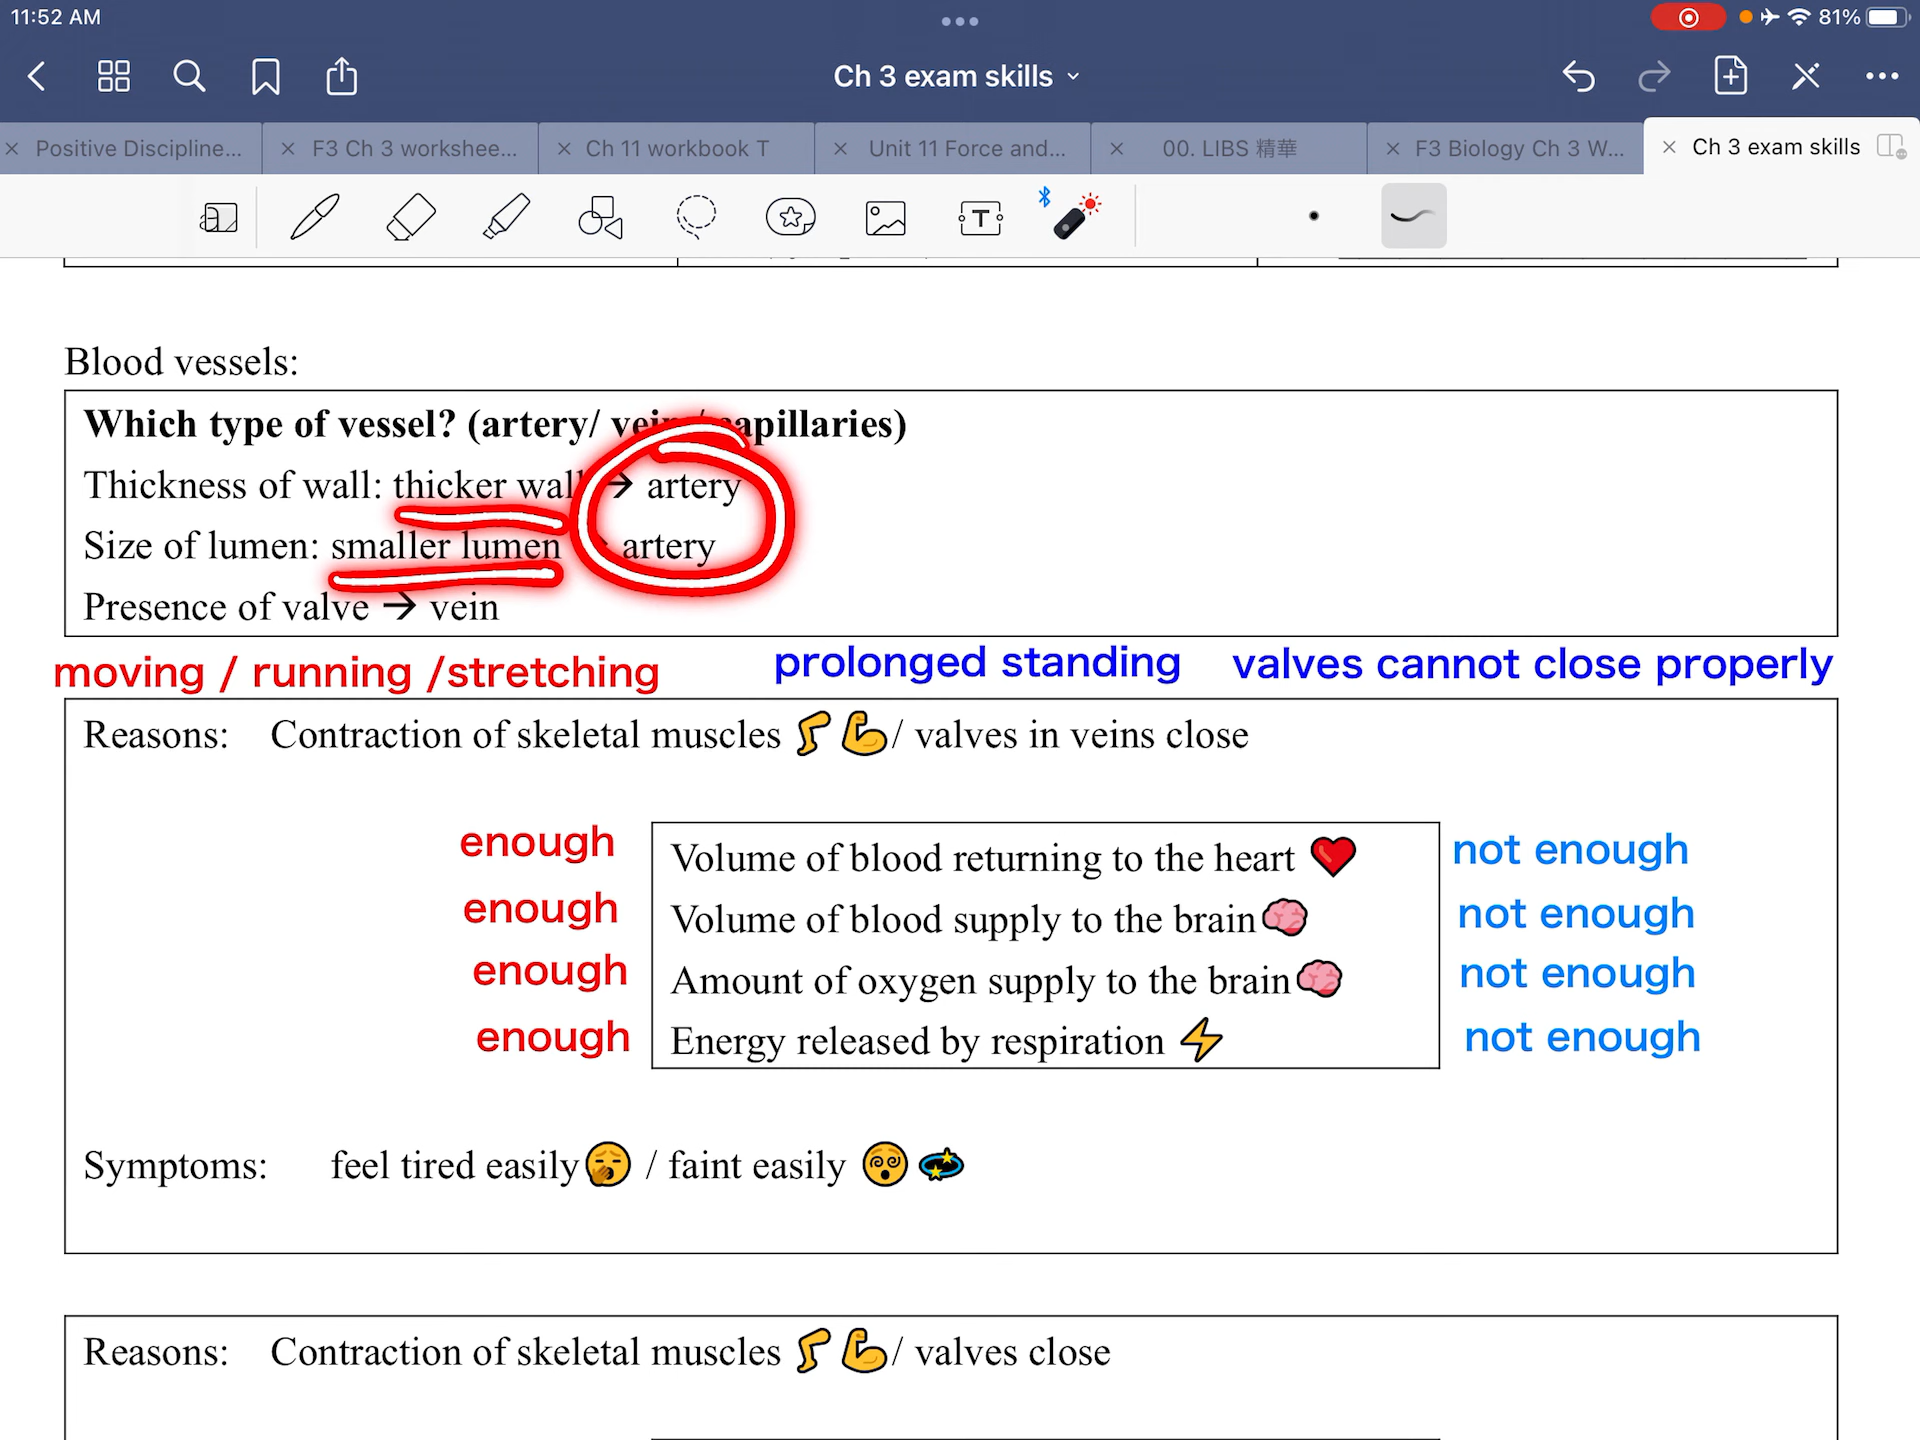 11:52 AM
81%
Ch 3 exam skills
Positive Discipline...
F3 Ch 3 workshee...
Ch 11 workbook T
Unit 11 Force and...
00. LIBS 精華
F3 Biology Ch 3 W...
Ch 3 exam skills
Blood vessels:
Which type of vessel? (artery/ vein/ capillaries)
Thickness of wall: thicker wall → artery
Size of lumen: smaller lumen artery
Presence of valve → vein
moving / running /stretching
prolonged standing
valves cannot close properly
Reasons: Contraction of skeletal muscles 🦵💪/ valves in veins close
enough Volume of blood returning to the heart ❤️ not enough
enough Volume of blood supply to the brain🧠 not enough
enough Amount of oxygen supply to the brain🧠 not enough
enough Energy released by respiration ⚡ not enough
Symptoms: feel tired easily🥱 / faint easily 😵‍💫 💫
Reasons: Contraction of skeletal muscles 🦵💪/ valves close